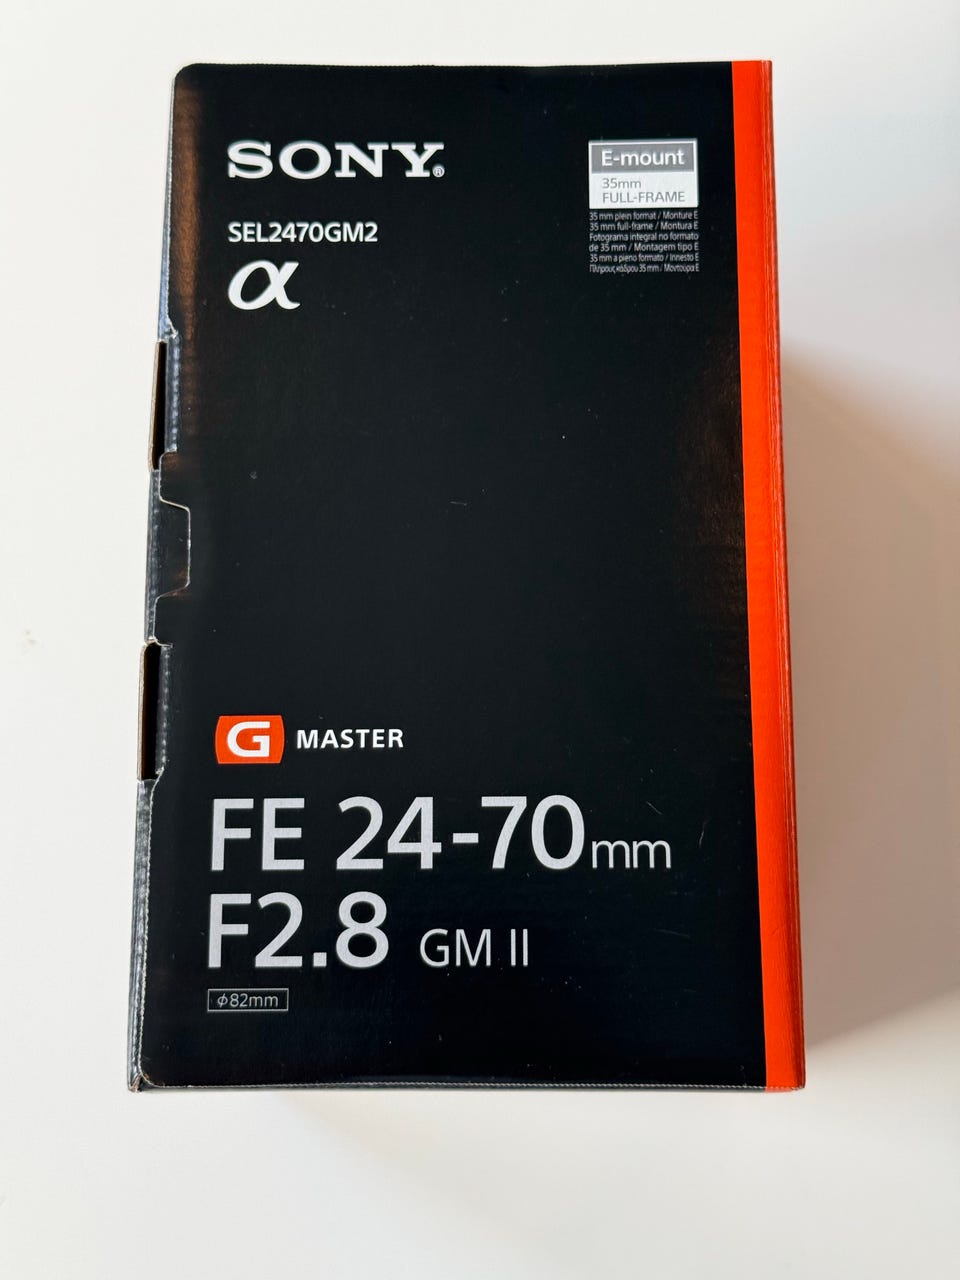 SONY®
E-mount
35mm
FULL-FRAME
35 mm plein format / Monture E
35 mm full-frame / Montura E
Fotograma integral no formato
de 35 mm / Montagem tipo E
35 mm a pieno formato / Innesto E
Πλήρους κάδρου 35 mm / Μοντούρα E
SEL2470GM2
α
G MASTER
FE 24-70mm
F2.8 GM II
φ82mm